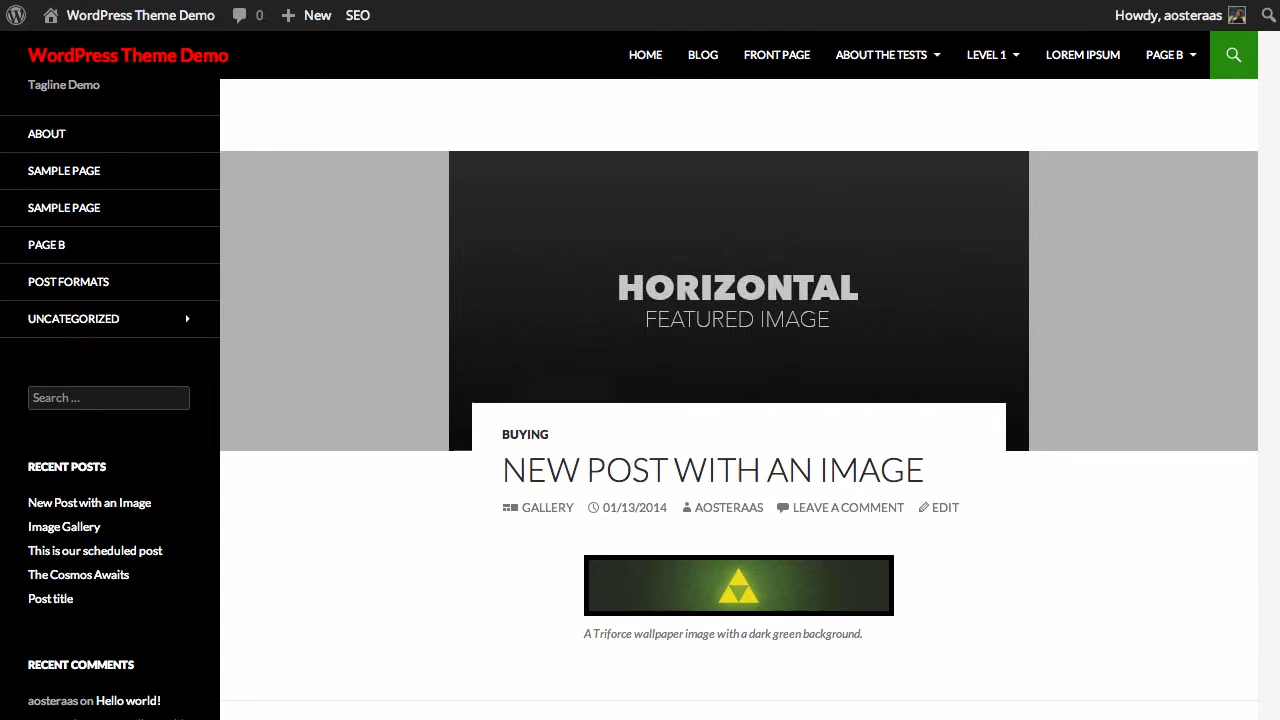 WordPress Theme Demo 0 New SEO Howdy, aosteraas
WordPress Theme Demo HOME BLOG FRONT PAGE ABOUT THE TESTS LEVEL 1 LOREM IPSUM PAGE B
Tagline Demo
ABOUT
SAMPLE PAGE
SAMPLE PAGE
PAGE B
POST FORMATS
UNCATEGORIZED
Search ...
RECENT POSTS
New Post with an Image
Image Gallery
This is our scheduled post
The Cosmos Awaits
Post title
RECENT COMMENTS
aosteraas on Hello world!
HORIZONTAL
FEATURED IMAGE
BUYING
NEW POST WITH AN IMAGE
GALLERY 01/13/2014 AOSTERAAS LEAVE A COMMENT EDIT
A Triforce wallpaper image with a dark green background.